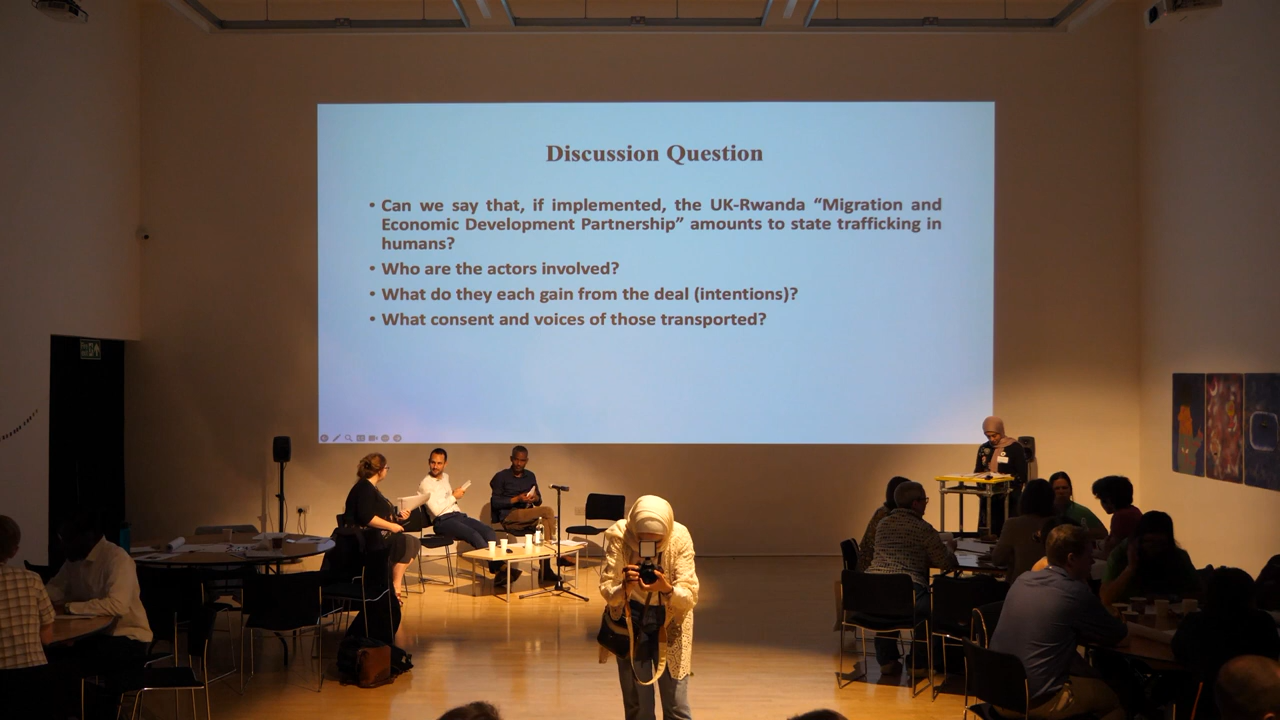 Discussion Question
• Can we say that, if implemented, the UK-Rwanda “Migration and
Economic Development Partnership” amounts to state trafficking in
humans?
• Who are the actors involved?
• What do they each gain from the deal (intentions)?
• What consent and voices of those transported?